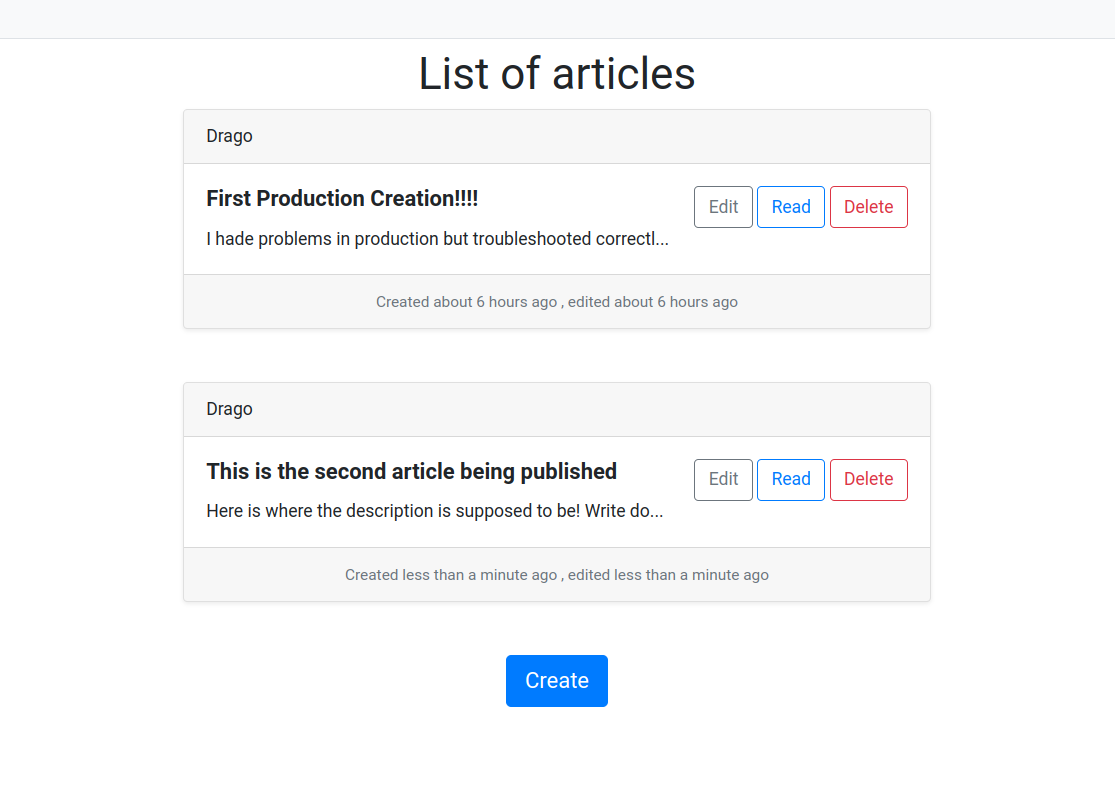 List of articles
Drago
First Production Creation!!!!
Edit
Read
Delete
I hade problems in production but troubleshooted correctl...
Created about 6 hours ago , edited about 6 hours ago
Drago
This is the second article being published
Edit
Read
Delete
Here is where the description is supposed to be! Write do...
Created less than a minute ago , edited less than a minute ago
Create